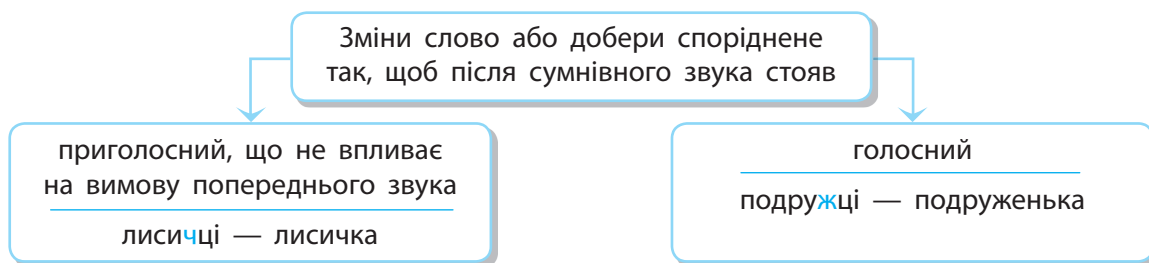 Зміни слово або добери споріднене
так, щоб після сумнівного звука стояв
приголосний, що не впливає
на вимову попереднього звука
лисичці — лисичка
голосний
подружці — подруженька